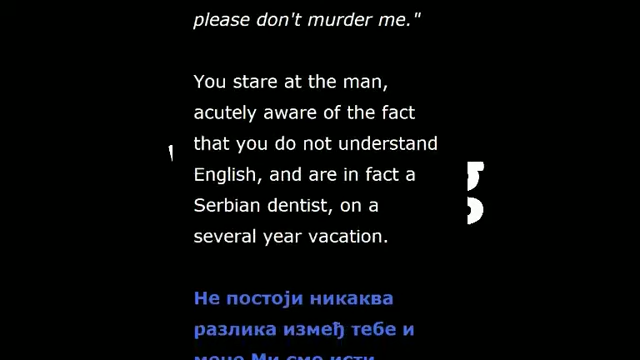 please don't murder me."
You stare at the man,
acutely aware of the fact
that you do not understand
English, and are in fact a
Serbian dentist, on a
several year vacation.
Не постоји никаква
разлика измеђ тебе и
мене Ми смо исти